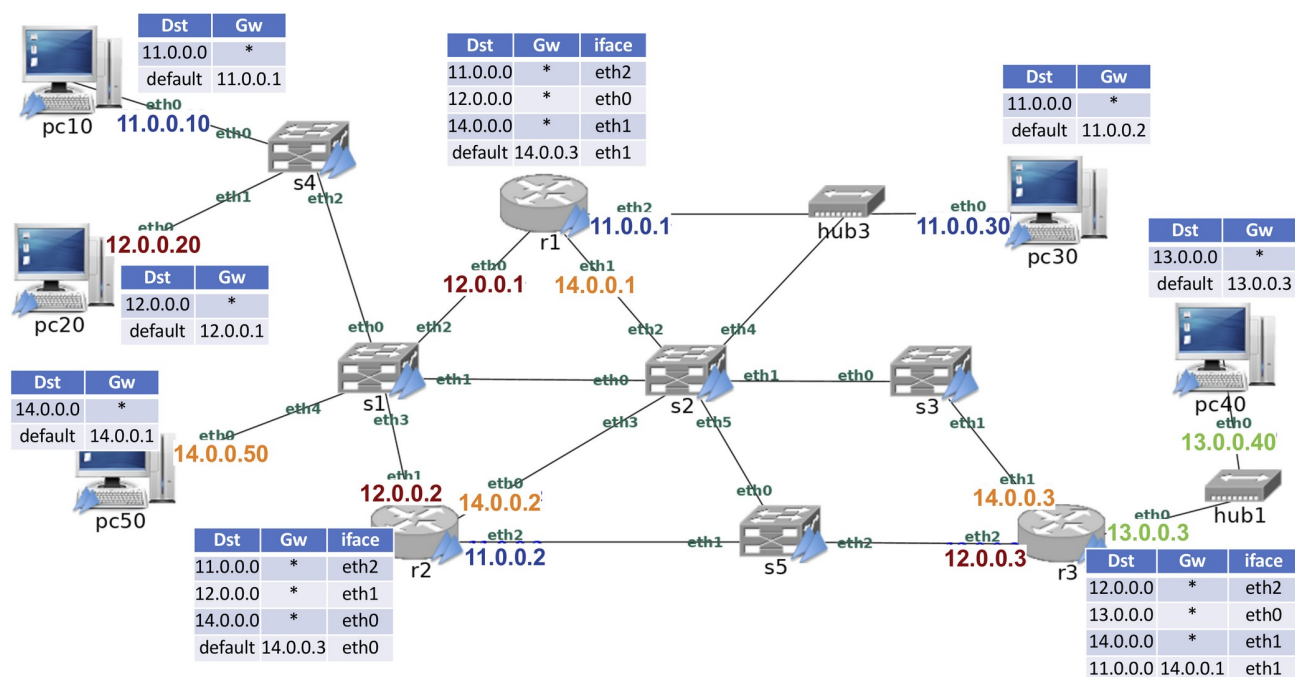 Dst Gw
11.0.0.0 *
default 11.0.0.1
eth0
11.0.0.10
pc10
eth0
s4
eth1
eth2
Dst Gw iface
11.0.0.0 * eth2
12.0.0.0 * eth0
14.0.0.0 * eth1
default 14.0.0.3 eth1
Dst Gw
11.0.0.0 *
default 11.0.0.2
eth0
12.0.0.20
pc20
Dst Gw
12.0.0.0 *
default 12.0.0.1
r1
eth2
11.0.0.1
eth0
12.0.0.1
eth1
14.0.0.1
hub3
eth0
11.0.0.30
pc30
Dst Gw
13.0.0.0 *
default 13.0.0.3
eth0
eth2
s1
eth1
eth4
eth3
eth2
eth4
eth0
s2
eth1
eth3
eth5
eth0
s3
eth1
pc40
eth0
13.0.0.40
hub1
Dst Gw
14.0.0.0 *
default 14.0.0.1
eth0
14.0.0.50
pc50
eth1
12.0.0.2
eth0
14.0.0.2
eth2
11.0.0.2
r2
Dst Gw iface
11.0.0.0 * eth2
12.0.0.0 * eth1
14.0.0.0 * eth0
default 14.0.0.3 eth0
eth0
eth1
s5
eth2
eth1
14.0.0.3
eth2
12.0.0.3
eth0
13.0.0.3
r3
Dst Gw iface
12.0.0.0 * eth2
13.0.0.0 * eth0
14.0.0.0 * eth1
11.0.0.0 14.0.0.1 eth1